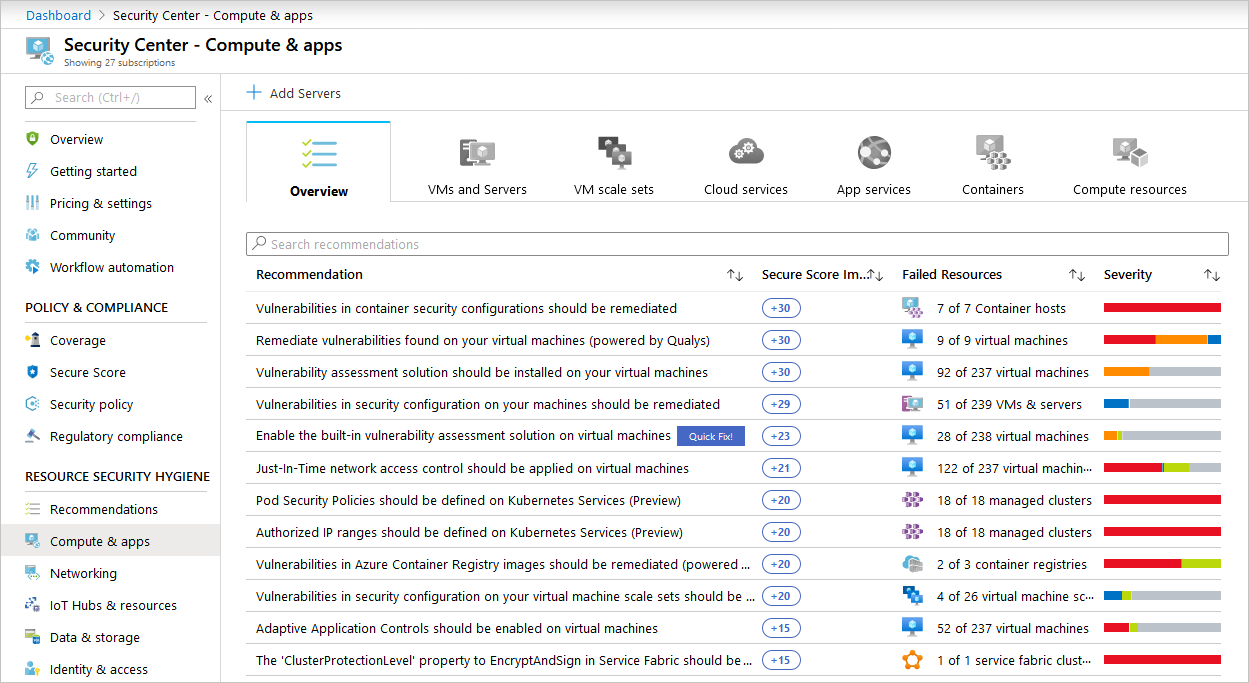 Dashboard > Security Center - Compute & apps
Security Center - Compute & apps
Showing 27 subscriptions
Search (Ctrl+/)
«
Overview
Getting started
Pricing & settings
Community
Workflow automation
POLICY & COMPLIANCE
Coverage
Secure Score
Security policy
Regulatory compliance
RESOURCE SECURITY HYGIENE
Recommendations
Compute & apps
Networking
IoT Hubs & resources
Data & storage
Identity & access
Add Servers
Overview
VMs and Servers
VM scale sets
Cloud services
App services
Containers
Compute resources
Search recommendations
Recommendation ↑↓ Secure Score Im...↑↓ Failed Resources ↑↓ Severity ↑↓
Vulnerabilities in container security configurations should be remediated +30 7 of 7 Container hosts
Remediate vulnerabilities found on your virtual machines (powered by Qualys) +30 9 of 9 virtual machines
Vulnerability assessment solution should be installed on your virtual machines +30 92 of 237 virtual machines
Vulnerabilities in security configuration on your machines should be remediated +29 51 of 239 VMs & servers
Enable the built-in vulnerability assessment solution on virtual machines Quick Fix! +23 28 of 238 virtual machines
Just-In-Time network access control should be applied on virtual machines +21 122 of 237 virtual machin...
Pod Security Policies should be defined on Kubernetes Services (Preview) +20 18 of 18 managed clusters
Authorized IP ranges should be defined on Kubernetes Services (Preview) +20 18 of 18 managed clusters
Vulnerabilities in Azure Container Registry images should be remediated (powered ... +20 2 of 3 container registries
Vulnerabilities in security configuration on your virtual machine scale sets should be ... +20 4 of 26 virtual machine sc...
Adaptive Application Controls should be enabled on virtual machines +15 52 of 237 virtual machines
The 'ClusterProtectionLevel' property to EncryptAndSign in Service Fabric should be... +15 1 of 1 service fabric clust...